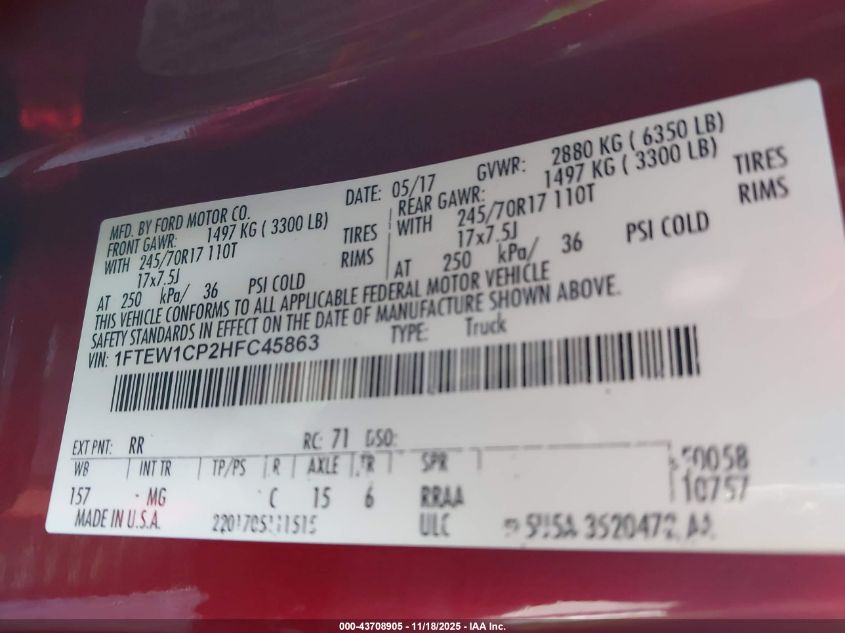 MFD. BY FORD MOTOR CO.
DATE: 05/17 GVWR: 2880 KG ( 6350 LB)
FRONT GAWR: 1497 KG ( 3300 LB)
REAR GAWR: 1497 KG ( 3300 LB)
WITH 245/70R17 110T TIRES
WITH 245/70R17 110T TIRES
17x7.5J RIMS
17x7.5J RIMS
AT 250 kPa/ 36 PSI COLD
AT 250 kPa/ 36 PSI COLD
THIS VEHICLE CONFORMS TO ALL APPLICABLE FEDERAL MOTOR VEHICLE
SAFETY STANDARDS IN EFFECT ON THE DATE OF MANUFACTURE SHOWN ABOVE.
VIN: 1FTEW1CP2HFC45863 TYPE: Truck
EXT PNT: RR RC: 71 DSO:
WB INT TR TP/PS R AXLE TR SPR 50058
157 MG C 15 6 RRAA 10757
MADE IN U.S.A. ULC
000-43708905 - 11/18/2025 - IAA Inc.